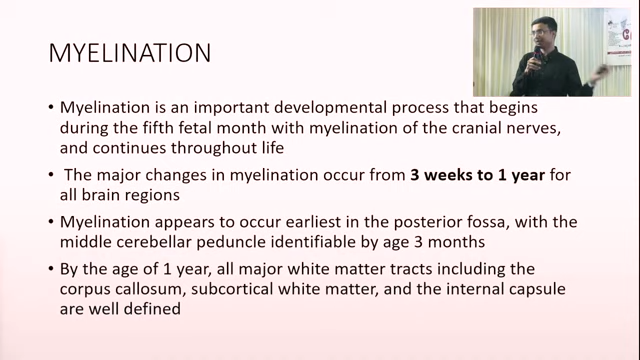 MYELINATION
• Myelination is an important developmental process that begins
during the fifth fetal month with myelination of the cranial nerves,
and continues throughout life
• The major changes in myelination occur from 3 weeks to 1 year for
all brain regions
• Myelination appears to occur earliest in the posterior fossa, with the
middle cerebellar peduncle identifiable by age 3 months
• By the age of 1 year, all major white matter tracts including the
corpus callosum, subcortical white matter, and the internal capsule
are well defined